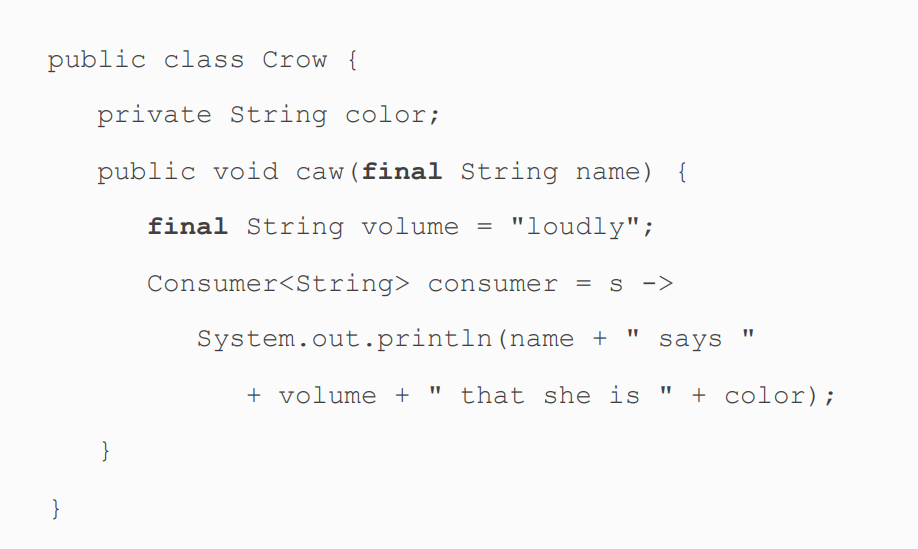 public class Crow {
private String color;
public void caw(final String name) {
final String volume = "loudly";
Consumer<String> consumer = s ->
System.out.println(name + " says "
+ volume + " that she is " + color);
}
}